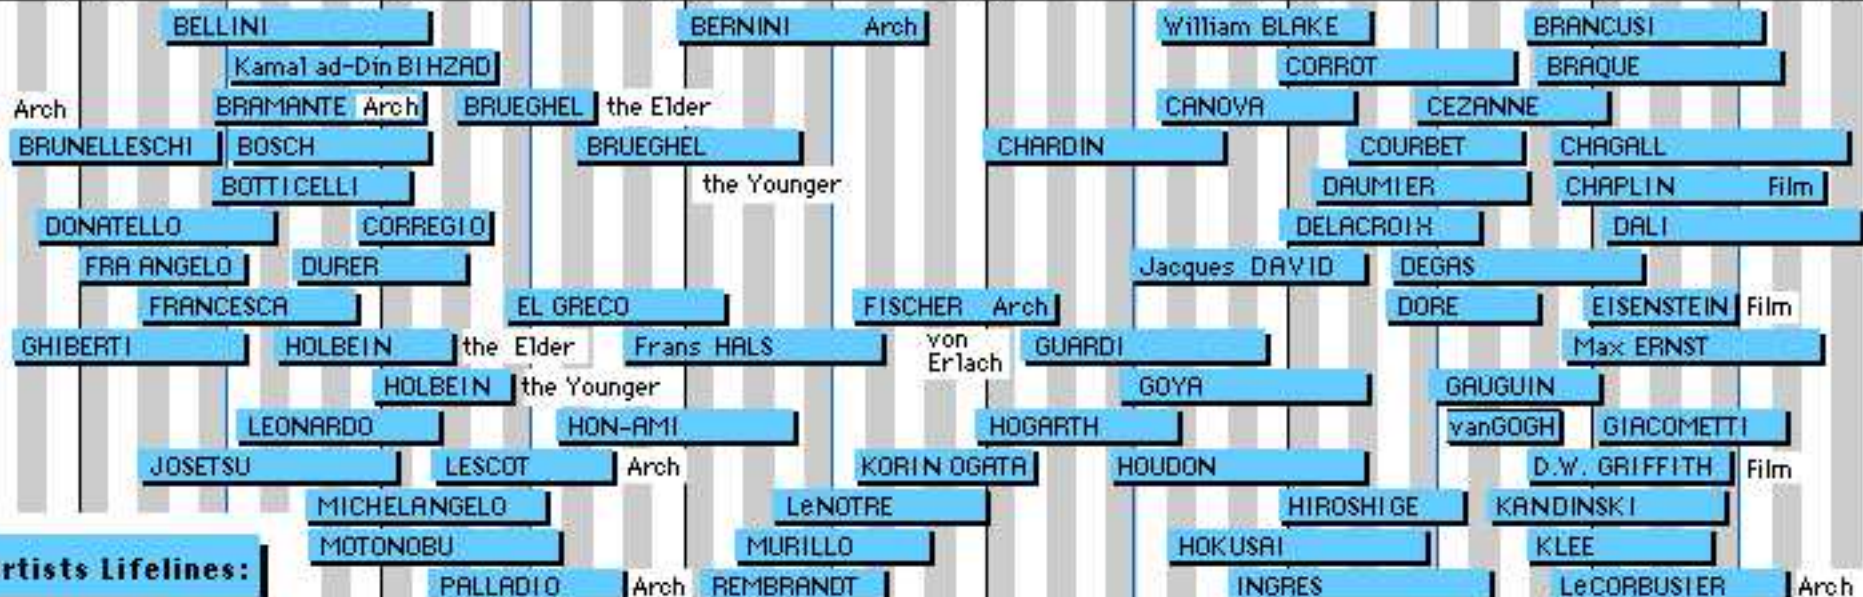 BELLINI BERNINI Arch William BLAKE BRANCUSI
Kamal ad-Din BIHZAD CORROT BRAQUE
Arch BRAMANTE Arch BRUEGHEL the Elder CANOVA CEZANNE
BRUNELLESCHI BOSCH BRUEGHEL CHARDIN COURBET CHAGALL
BOTTICELLI the Younger DAUMIER CHAPLIN Film
DONATELLO CORREGIO DELACROIX DALI
FRA ANGELO DURER Jacques DAVID DEGAS
FRANCESCA EL GRECO FISCHER Arch DORE EISENSTEIN Film
GHIBERTI HOLBEIN the Elder Frans HALS von GUARDI Max ERNST
Erlach
HOLBEIN the Younger GOYA GAUGUIN
LEONARDO HON-AMI HOGARTH vanGOGH GIACOMETTI
JOSETSU LESCOT Arch KORIN OGATA HOUDON D.W. GRIFFITH Film
MICHELANGELO LeNOTRE HIROSHIGE KANDINSKI
MOTONOBU MURILLO HOKUSAI KLEE
rtists Lifelines:
PALLADIO Arch REMBRANDT INGRES LeCORBUSIER Arch